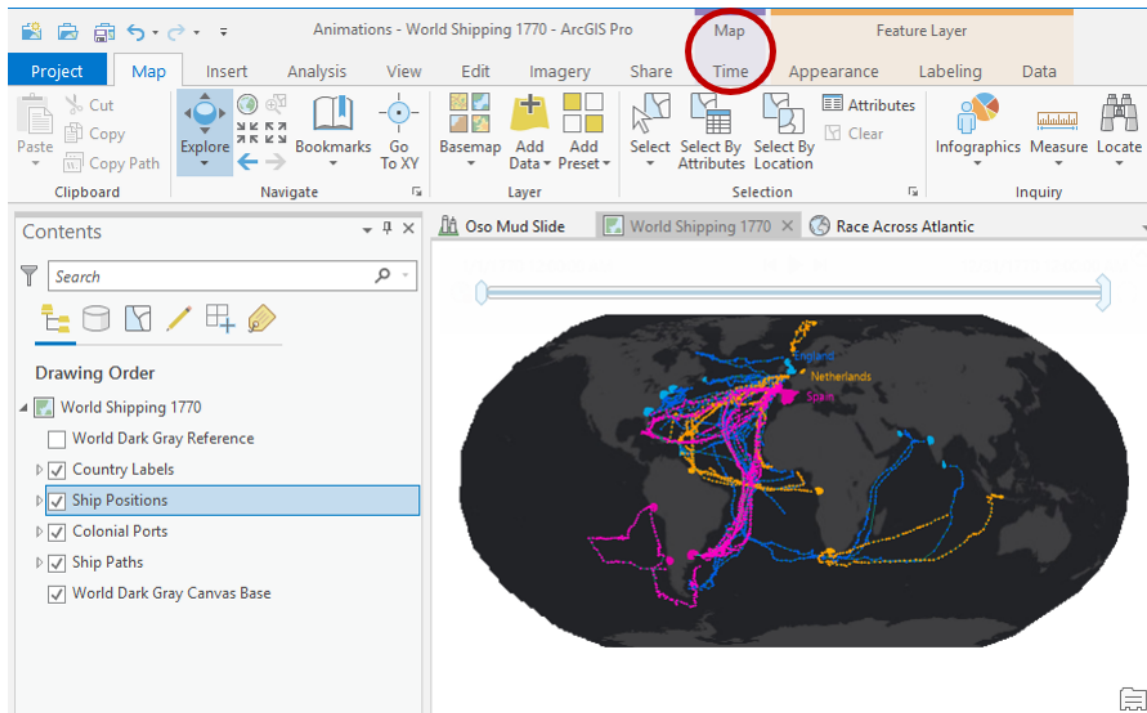 Animations - World Shipping 1770 - ArcGIS Pro
Map
Feature Layer
Project Map Insert Analysis View Edit Imagery Share Time Appearance Labeling Data
Paste
Cut
Copy
Copy Path
Clipboard
Explore
Bookmarks
Go
To XY
Navigate
Basemap
Add
Data
Add
Preset
Layer
Select
Select By
Attributes
Select By
Location
Attributes
Clear
Selection
Infographics
Measure
Locate
Inquiry
Contents
Search
Drawing Order
World Shipping 1770
World Dark Gray Reference
Country Labels
Ship Positions
Colonial Ports
Ship Paths
World Dark Gray Canvas Base
Oso Mud Slide
World Shipping 1770
Race Across Atlantic
England
Netherlands
Spain